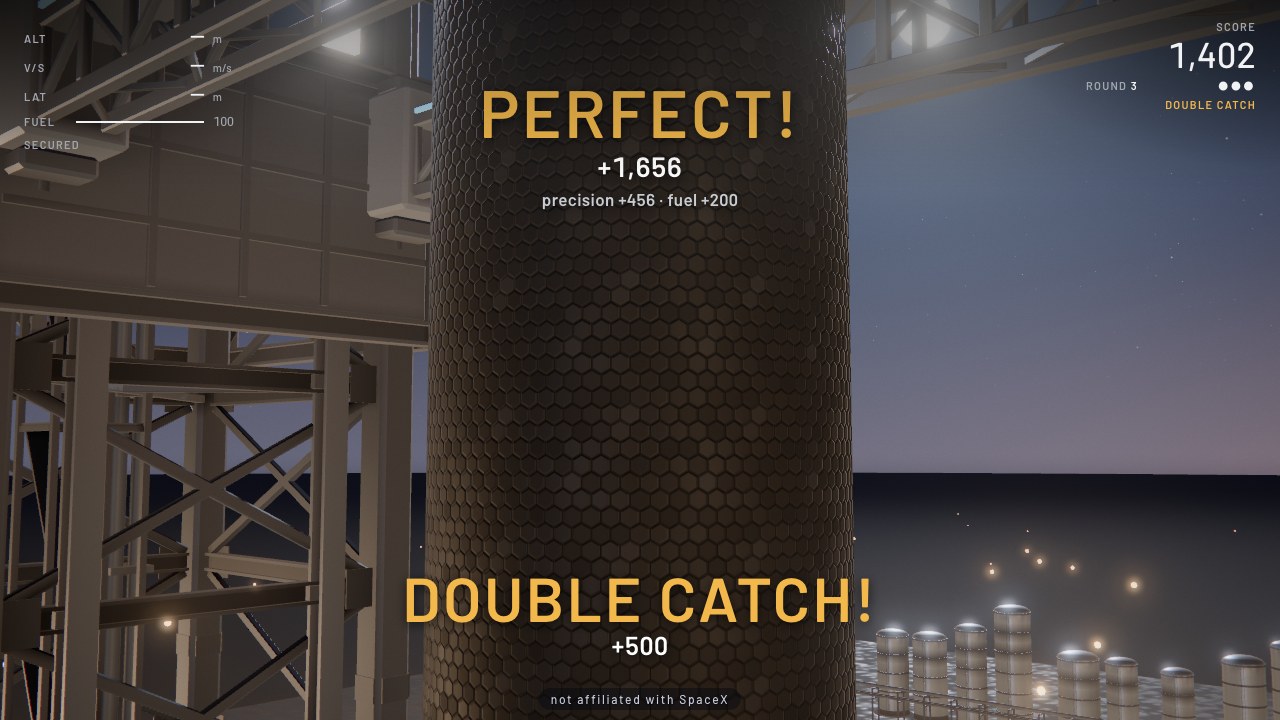 ALT — m
V/S — m/s
LAT — m
FUEL 100
SECURED
SCORE
1,402
ROUND 3
DOUBLE CATCH
PERFECT!
+1,656
precision +456 · fuel +200
DOUBLE CATCH!
+500
not affiliated with SpaceX